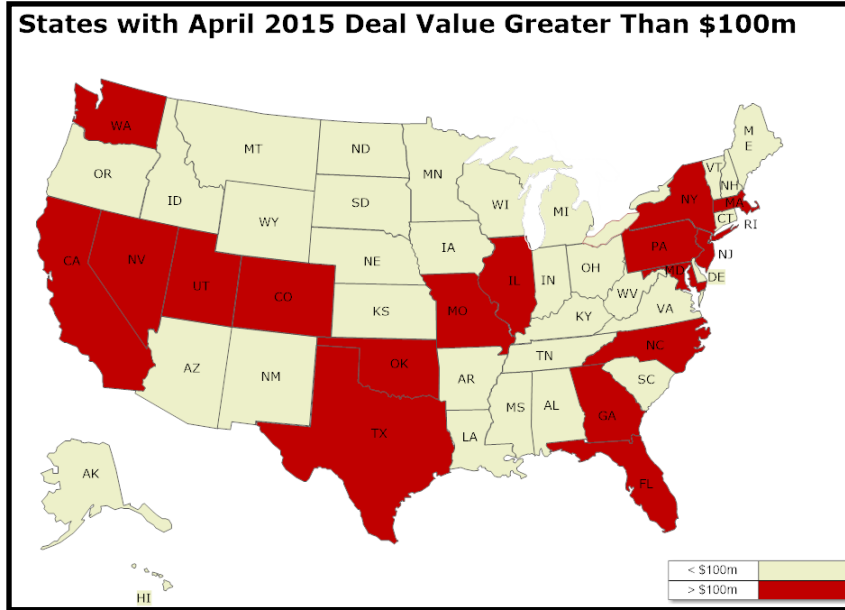 States with April 2015 Deal Value Greater Than $100m
WA
MT
ND
MN
M
E
VT
NH
OR
ID
SD
WI
MI
NY
MA
WY
CT
RI
IA
NE
PA
NJ
CA
NV
UT
CO
IL
IN
OH
MD
DE
WV
VA
KS
MO
KY
NC
TN
AZ
NM
OK
AR
SC
MS
AL
GA
TX
LA
FL
AK
HI
< $100m
> $100m